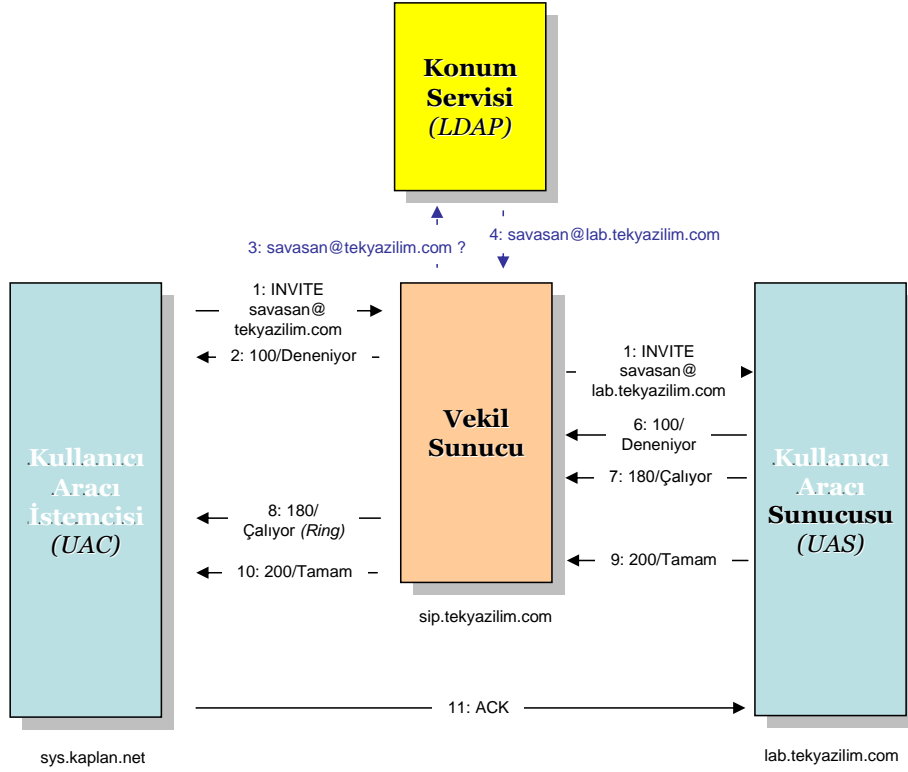 Konum
Servisi
(LDAP)
3: savasan@tekyazilim.com ?
4: savasan@lab.tekyazilim.com
1: INVITE
savasan@
tekyazilim.com
2: 100/Deneniyor
1: INVITE
savasan@
lab.tekyazilim.com
Vekil
Sunucu
6: 100/
Deneniyor
7: 180/Çalıyor
Kullanıcı
Aracı
İstemcisi
(UAC)
Kullanıcı
Aracı
Sunucusu
(UAS)
8: 180/
Çalıyor (Ring)
9: 200/Tamam
10: 200/Tamam
sip.tekyazilim.com
11: ACK
sys.kaplan.net
lab.tekyazilim.com